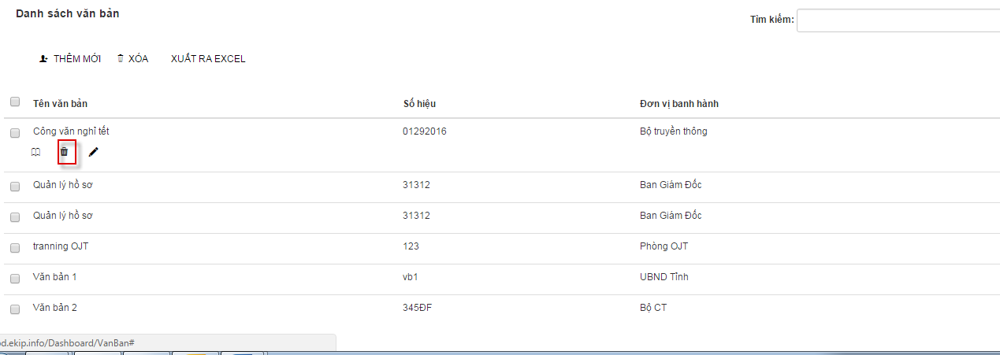 Danh sách văn bản
Tìm kiếm:
THÊM MỚI XÓA XUẤT RA EXCEL
Tên văn bản Số hiệu Đơn vị banh hành
Công văn nghỉ tết 01292016 Bộ truyền thông
Quản lý hồ sơ 31312 Ban Giám Đốc
Quản lý hồ sơ 31312 Ban Giám Đốc
tranning OJT 123 Phòng OJT
Văn bản 1 vb1 UBND Tỉnh
Văn bản 2 345ĐF Bộ CT
d.ekip.info/Dashboard/VanBan#